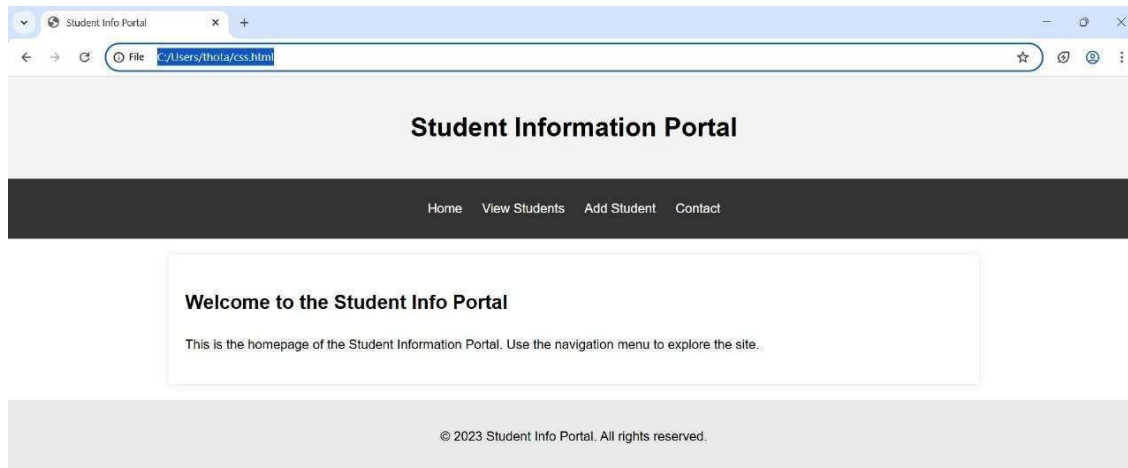 Student Info Portal
File C:/Users/thota/css.html
Student Information Portal
Home View Students Add Student Contact
Welcome to the Student Info Portal
This is the homepage of the Student Information Portal. Use the navigation menu to explore the site.
© 2023 Student Info Portal. All rights reserved.